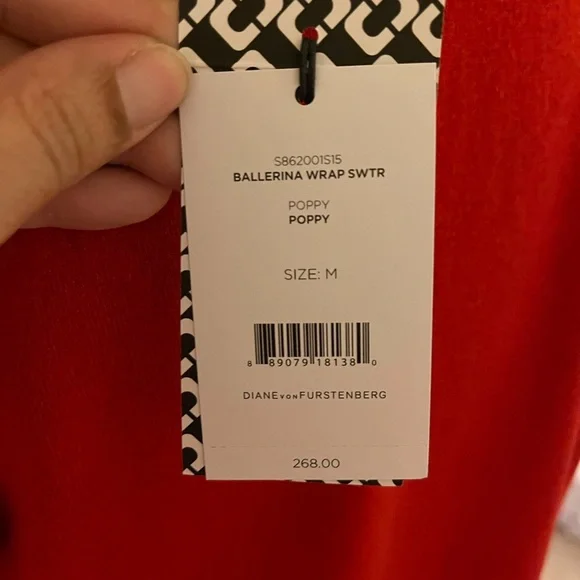 S862001S15
BALLERINA WRAP SWTR
POPPY
POPPY
SIZE: M
8 89079 18138 0
DIANE VON FURSTENBERG
268.00